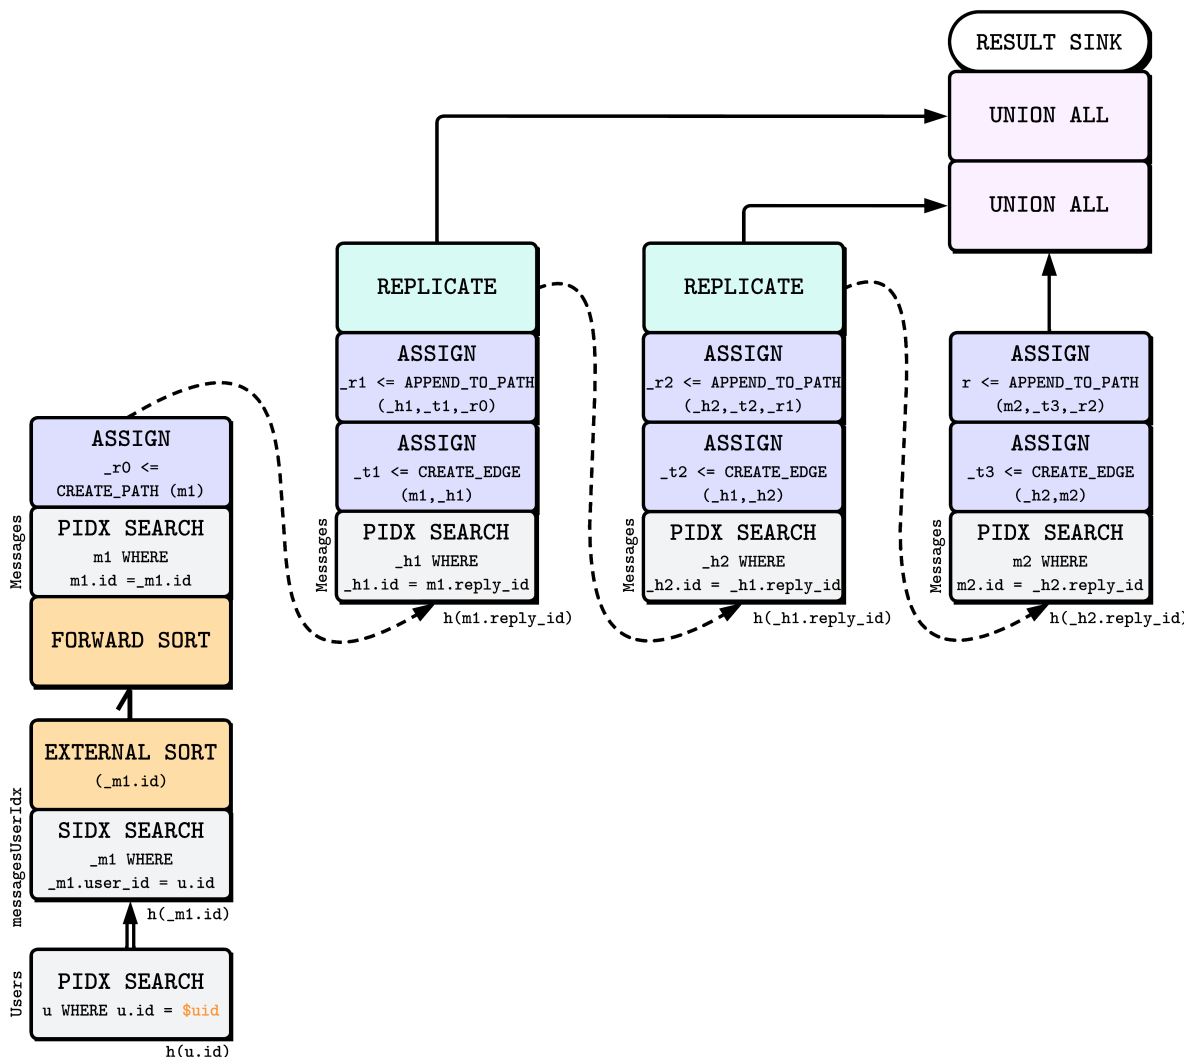 RESULT SINK
UNION ALL
UNION ALL
REPLICATE
ASSIGN
_r1 <= APPEND_TO_PATH
(_h1,_t1,_r0)
ASSIGN
_t1 <= CREATE_EDGE
(m1,_h1)
PIDX SEARCH
_h1 WHERE
_h1.id = m1.reply_id
Messages
h(m1.reply_id)
REPLICATE
ASSIGN
_r2 <= APPEND_TO_PATH
(_h2,_t2,_r1)
ASSIGN
_t2 <= CREATE_EDGE
(_h1,_h2)
PIDX SEARCH
_h2 WHERE
_h2.id = _h1.reply_id
Messages
h(_h1.reply_id)
ASSIGN
r <= APPEND_TO_PATH
(m2,_t3,_r2)
ASSIGN
_t3 <= CREATE_EDGE
(_h2,m2)
PIDX SEARCH
m2 WHERE
m2.id = _h2.reply_id
Messages
h(_h2.reply_id)
ASSIGN
_r0 <=
CREATE_PATH (m1)
PIDX SEARCH
m1 WHERE
m1.id =_m1.id
Messages
FORWARD SORT
EXTERNAL SORT
(_m1.id)
SIDX SEARCH
_m1 WHERE
_m1.user_id = u.id
messagesUserIdx
h(_m1.id)
PIDX SEARCH
u WHERE u.id = $uid
Users
h(u.id)